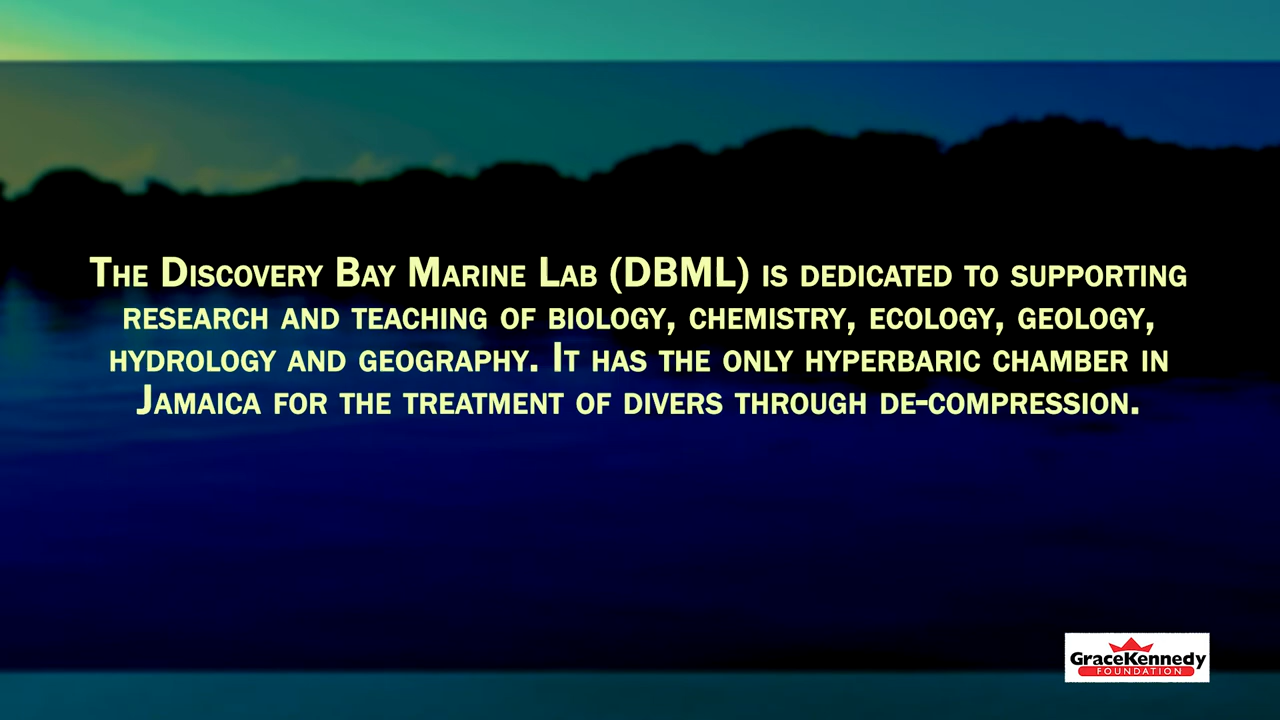 The Discovery Bay Marine Lab (DBML) is dedicated to supporting
research and teaching of biology, chemistry, ecology, geology,
hydrology and geography. It has the only hyperbaric chamber in
Jamaica for the treatment of divers through de-compression.
GraceKennedy
FOUNDATION